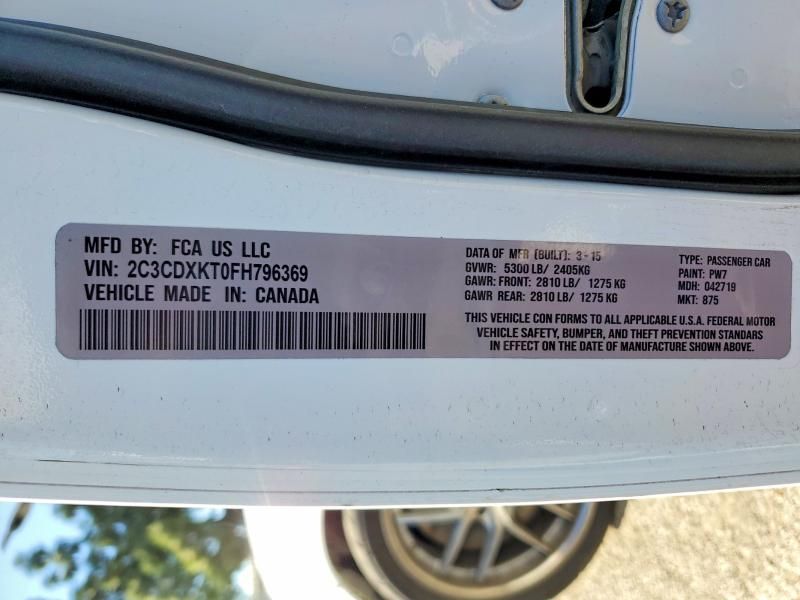 MFD BY: FCA US LLC
VIN: 2C3CDXKT0FH796369
VEHICLE MADE IN: CANADA
DATA OF MFR (BUILT): 3-15
GVWR: 5300 LB/ 2405KG
GAWR: FRONT: 2810 LB/ 1275 KG
GAWR REAR: 2810 LB/ 1275 KG
TYPE: PASSENGER CAR
PAINT: PW7
MDH: 042719
MKT: 875
THIS VEHICLE CON FORMS TO ALL APPLICABLE U.S.A. FEDERAL MOTOR
VEHICLE SAFETY, BUMPER, AND THEFT PREVENTION STANDARS
IN EFFECT ON THE DATE OF MANUFACTURE SHOWN ABOVE.